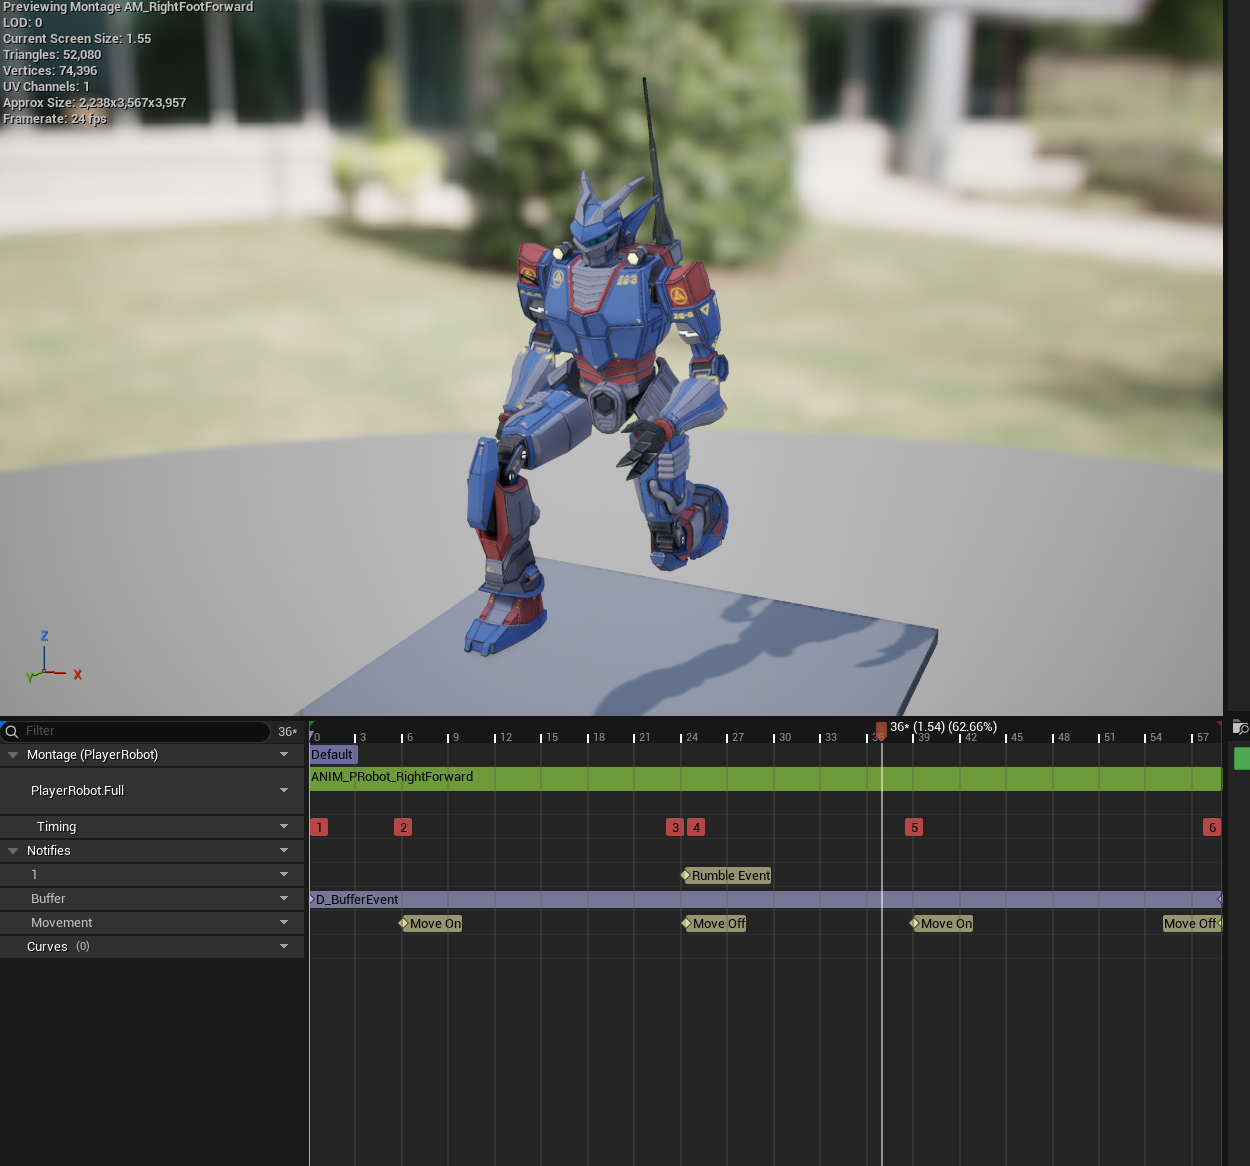 Previewing Montage AM_RightFootForward
LOD: 0
Current Screen Size: 1.55
Triangles: 52,080
Vertices: 74,396
UV Channels: 1
Approx Size: 2,238x3,567x3,957
Framerate: 24 fps
26-G
Z
Y
X
Filter
36*
36* (1.54) (62.66%)
0 3 6 9 12 15 18 21 24 27 30 33 36 39 42 45 48 51 54 57
Montage (PlayerRobot)
Default
ANIM_PRobot_RightForward
PlayerRobot.Full
Timing
1 2 3 4 5 6
Notifies
1
Rumble Event
Buffer
D_BufferEvent
Movement
Move On
Move Off
Move On
Move Off
Curves (0)